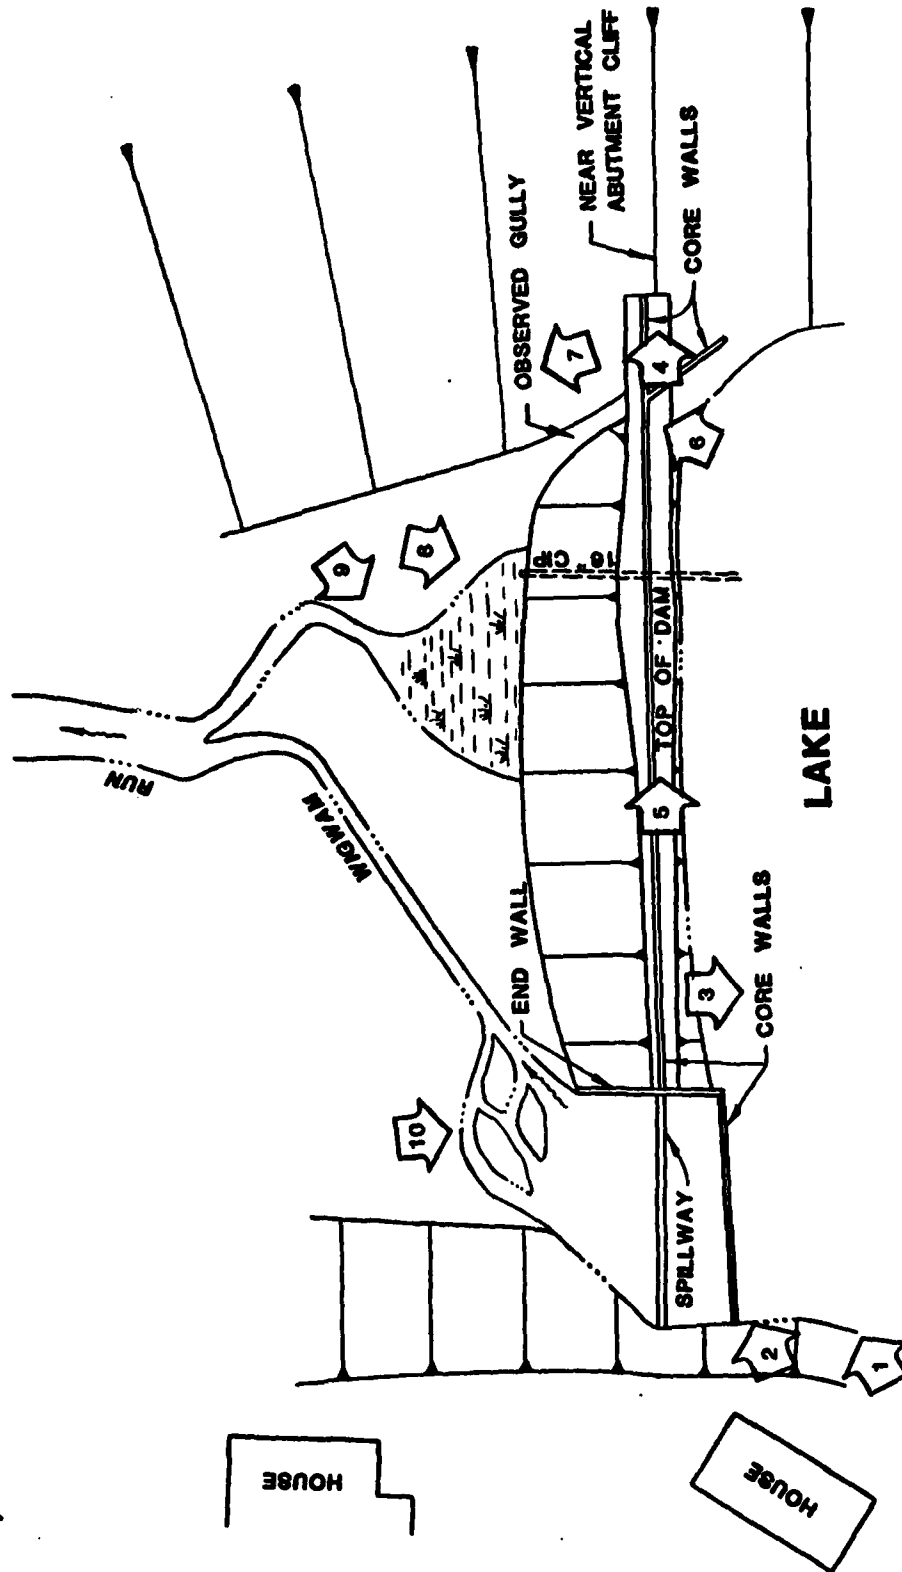 NEAR VERTICAL
ABUTMENT CLIFF
CORE WALLS
OBSERVED GULLY
7
4
6
8
9
18" CMP
TOP OF DAM
5
LAKE
RUN
WIGWAM
END WALL
3
CORE WALLS
10
SPILLWAY
2
1
HOUSE
HOUSE